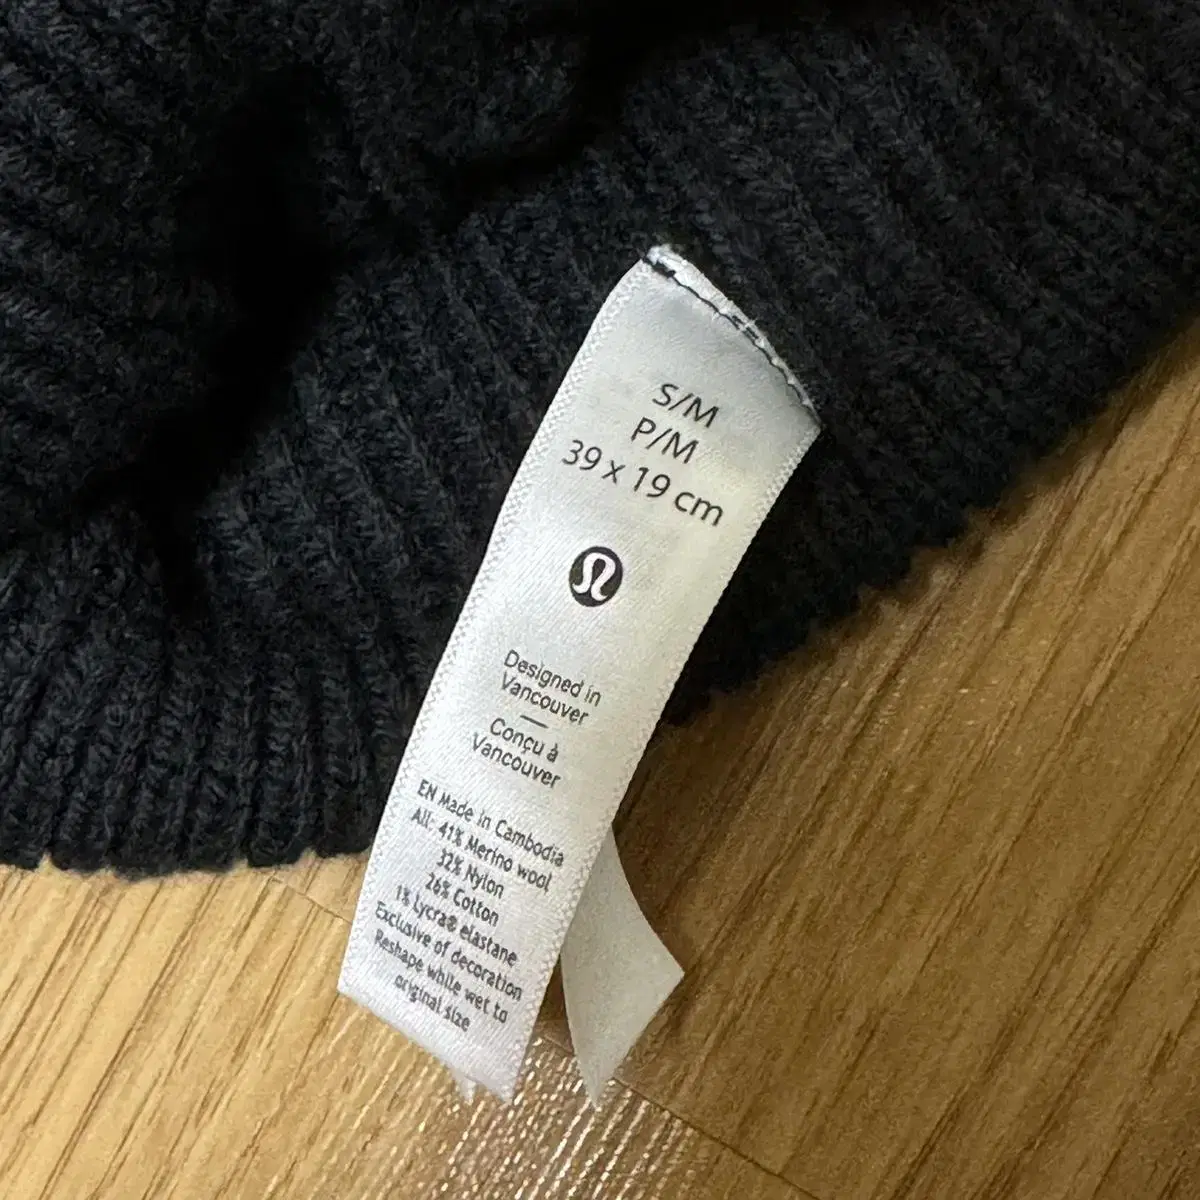 S/M
P/M
39 x 19 cm
Designed in
Vancouver
Conçu à
Vancouver
EN Made in Cambodia
All: 41% Merino wool
32% Nylon
26% Cotton
1% Lycra® elastane
Exclusive of decoration
Reshape while wet to
original size